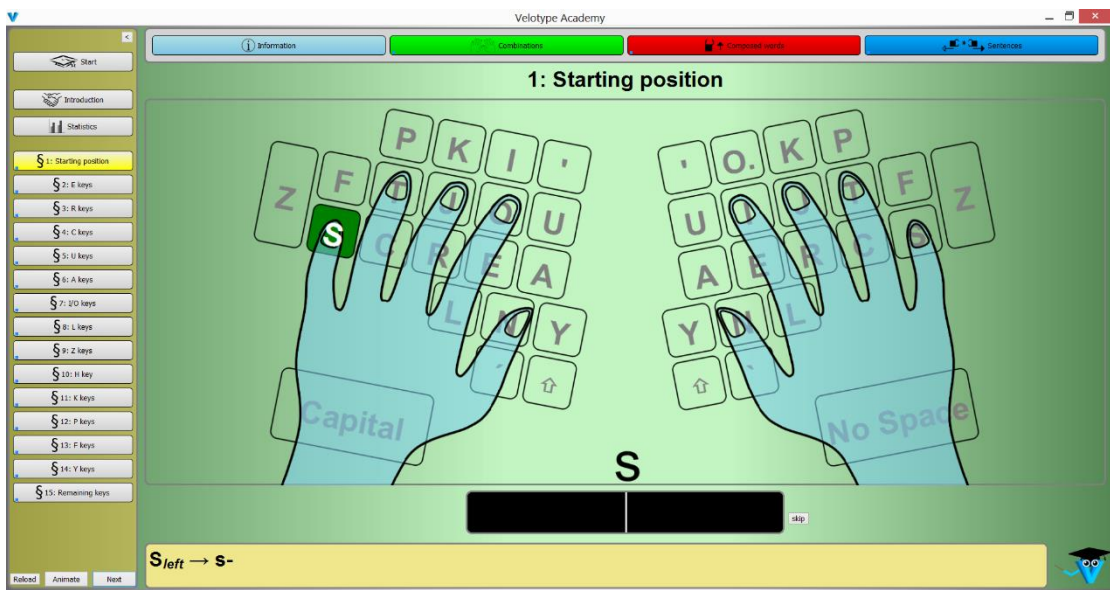 Velotype Academy
Information
Combinations
Composed words
Sentences
<
Start
Introduction
Statistics
§ 1: Starting position
§ 2: E keys
§ 3: R keys
§ 4: C keys
§ 5: U keys
§ 6: A keys
§ 7: I/O keys
§ 8: L keys
§ 9: Z keys
§ 10: H key
§ 11: K keys
§ 12: P keys
§ 13: F keys
§ 14: Y keys
§ 15: Remaining keys
Reload Animate Next
1: Starting position
P K I ' ' O. K P
Z F T J O U U I J T F Z
S C R E A A E R C S
L N Y Y N L
´ ⇧ ⇧ `
Capital No Space
S
skip
Sleft → s-